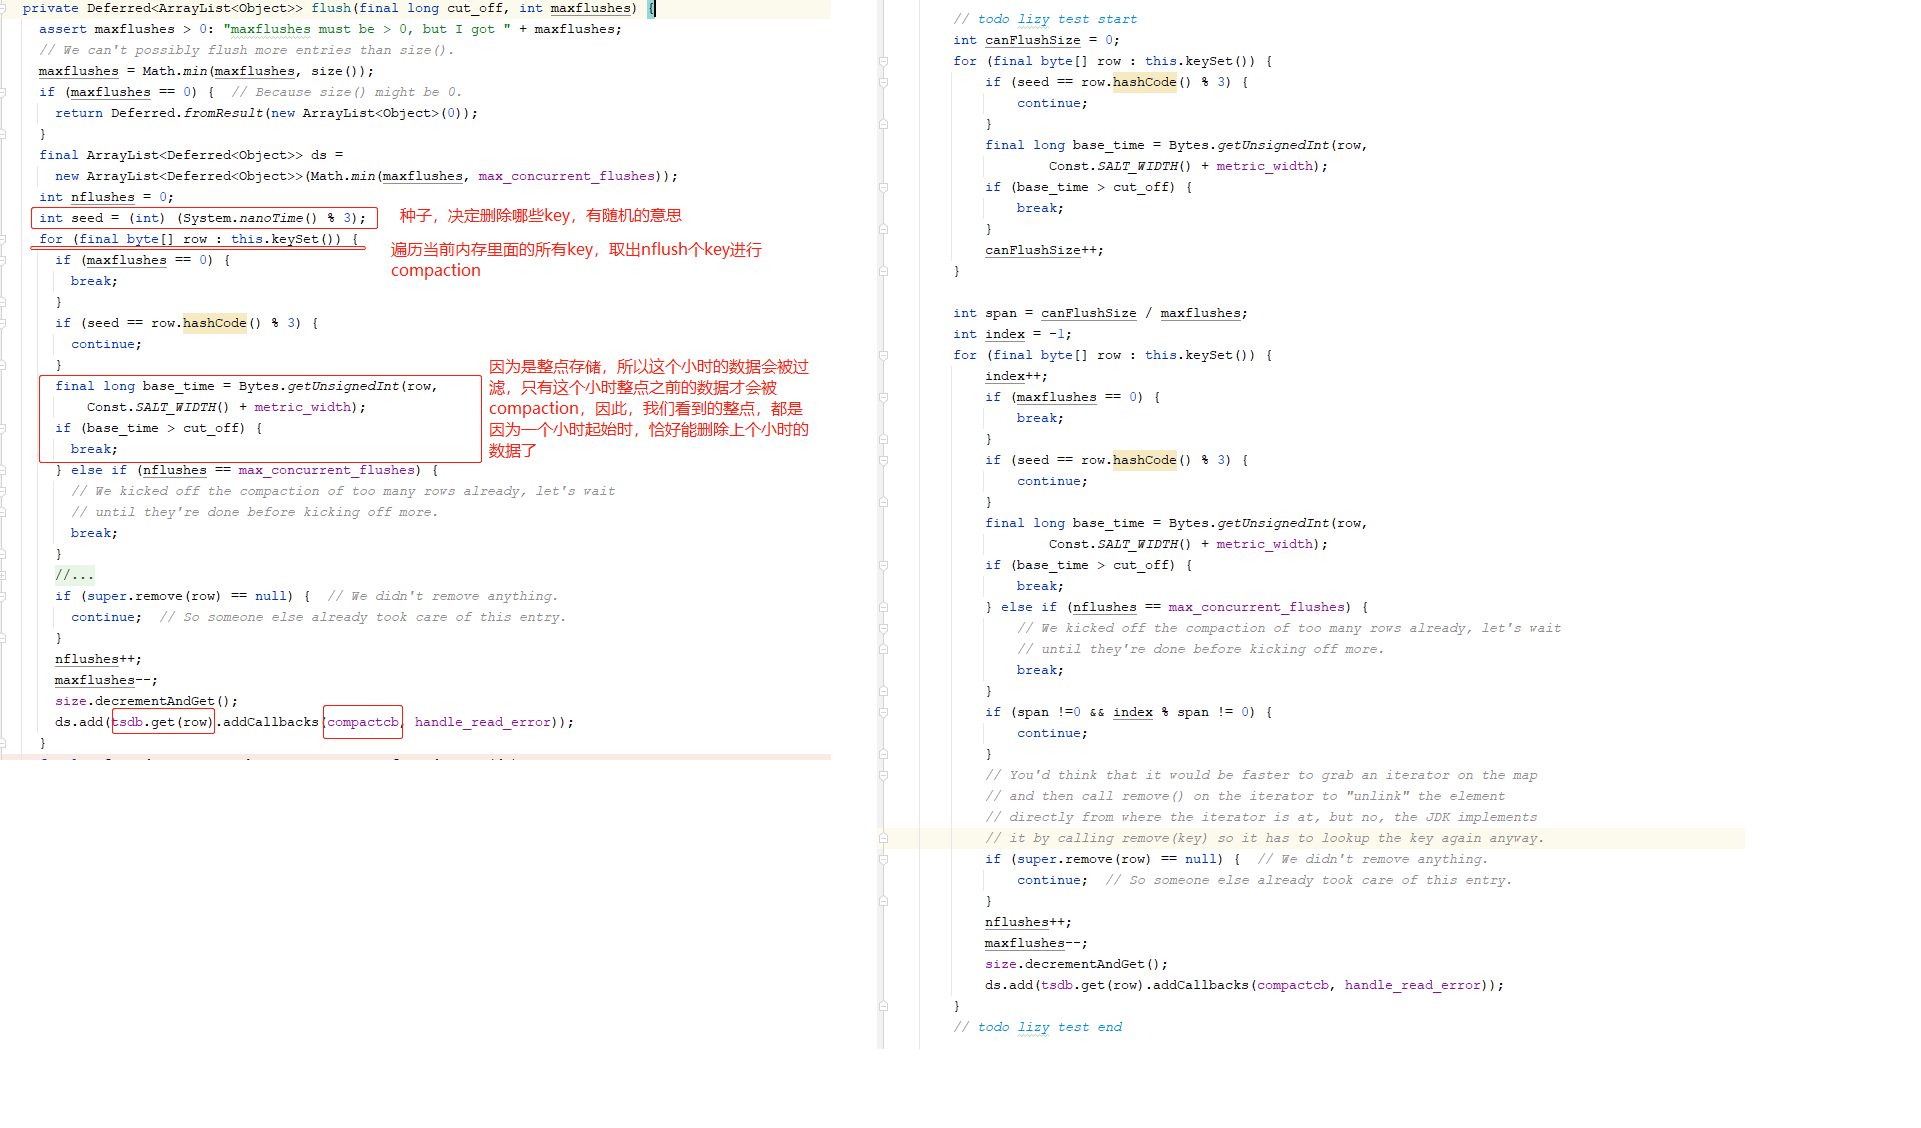 private Deferred<ArrayList<Object>> flush(final long cut_off, int maxflushes) {
assert maxflushes > 0: "maxflushes must be > 0, but I got " + maxflushes;
// We can't possibly flush more entries than size().
maxflushes = Math.min(maxflushes, size());
if (maxflushes == 0) {  // Because size() might be 0.
return Deferred.fromResult(new ArrayList<Object>(0));
}
final ArrayList<Deferred<Object>> ds =
new ArrayList<Deferred<Object>>(Math.min(maxflushes, max_concurrent_flushes));
int nflushes = 0;
int seed = (int) (System.nanoTime() % 3);
种子，决定删除哪些key，有随机的意思
for (final byte[] row : this.keySet()) {
遍历当前内存里面的所有key，取出nflush个key进行
compaction
if (maxflushes == 0) {
break;
}
if (seed == row.hashCode() % 3) {
continue;
}
final long base_time = Bytes.getUnsignedInt(row,
Const.SALT_WIDTH() + metric_width);
if (base_time > cut_off) {
break;
因为是整点存储，所以这个小时的数据会被过
滤，只有这个小时整点之前的数据才会被
compaction，因此，我们看到的整点，都是
因为一个小时起始时，恰好能删除上个小时的
数据了
} else if (nflushes == max_concurrent_flushes) {
// We kicked off the compaction of too many rows already, let's wait
// until they're done before kicking off more.
break;
}
//...
if (super.remove(row) == null) {  // We didn't remove anything.
continue;  // So someone else already took care of this entry.
}
nflushes++;
maxflushes--;
size.decrementAndGet();
ds.add(tsdb.get(row).addCallbacks(compactcb, handle_read_error));
}
// todo lizy test start
int canFlushSize = 0;
for (final byte[] row : this.keySet()) {
if (seed == row.hashCode() % 3) {
continue;
}
final long base_time = Bytes.getUnsignedInt(row,
Const.SALT_WIDTH() + metric_width);
if (base_time > cut_off) {
break;
}
canFlushSize++;
}
int span = canFlushSize / maxflushes;
int index = -1;
for (final byte[] row : this.keySet()) {
index++;
if (maxflushes == 0) {
break;
}
if (seed == row.hashCode() % 3) {
continue;
}
final long base_time = Bytes.getUnsignedInt(row,
Const.SALT_WIDTH() + metric_width);
if (base_time > cut_off) {
break;
} else if (nflushes == max_concurrent_flushes) {
// We kicked off the compaction of too many rows already, let's wait
// until they're done before kicking off more.
break;
}
if (span !=0 && index % span != 0) {
continue;
}
// You'd think that it would be faster to grab an iterator on the map
// and then call remove() on the iterator to "unlink" the element
// directly from where the iterator is at, but no, the JDK implements
// it by calling remove(key) so it has to lookup the key again anyway.
if (super.remove(row) == null) {  // We didn't remove anything.
continue;  // So someone else already took care of this entry.
}
nflushes++;
maxflushes--;
size.decrementAndGet();
ds.add(tsdb.get(row).addCallbacks(compactcb, handle_read_error));
}
// todo lizy test end